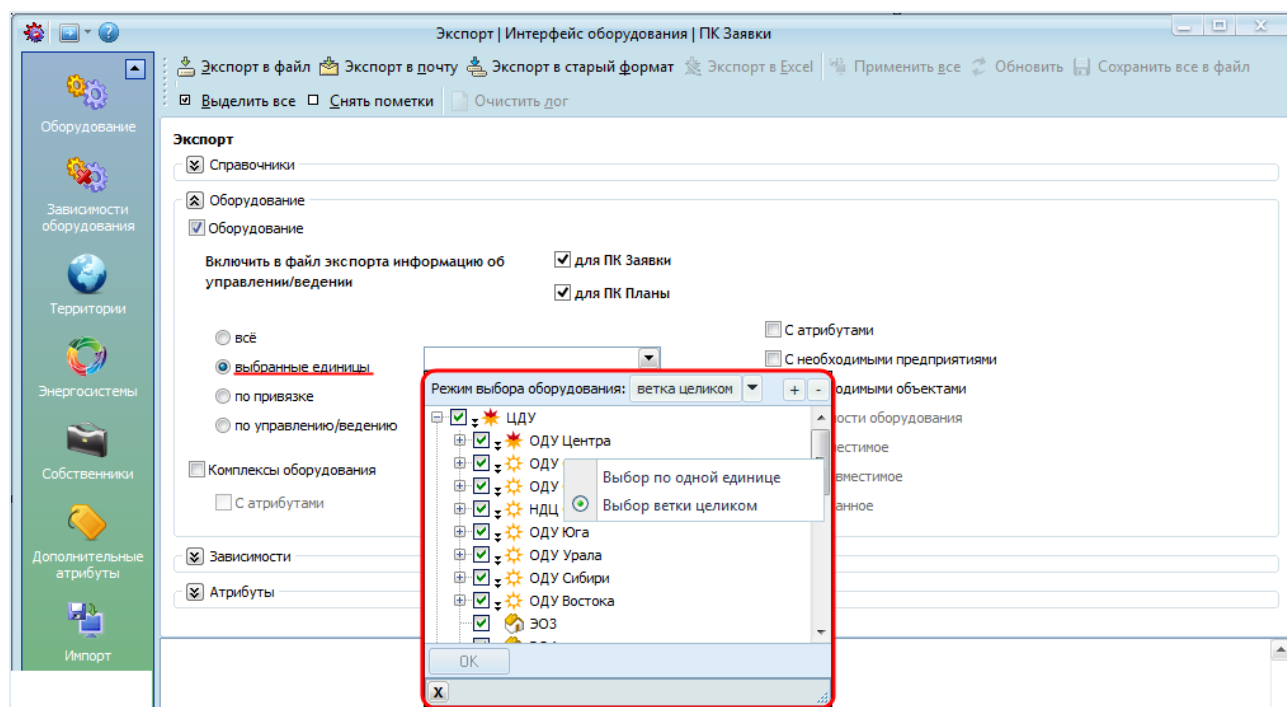 Экспорт | Интерфейс оборудования | ПК Заявки
Экспорт в файл Экспорт в почту Экспорт в старый формат Экспорт в Excel Применить все Обновить Сохранить все в файл
Выделить все Снять пометки Очистить лог
Оборудование
Зависимости
оборудования
Территории
Энергосистемы
Собственники
Дополнительные
атрибуты
Импорт
Экспорт
Справочники
Оборудование
Оборудование
Включить в файл экспорта информацию об
управлении/ведении
для ПК Заявки
для ПК Планы
всё
выбранные единицы
по привязке
по управлению/ведению
Комплексы оборудования
С атрибутами
С атрибутами
С необходимыми предприятиями
одимыми объектами
ости оборудования
естимое
вместимое
анное
Режим выбора оборудования: ветка целиком + -
ЦДУ
ОДУ Центра
ОДУ
ОДУ
НДЦ
ОДУ Юга
ОДУ Урала
ОДУ Сибири
ОДУ Востока
ЭОЗ
Выбор по одной единице
Выбор ветки целиком
OK
X
Зависимости
Атрибуты